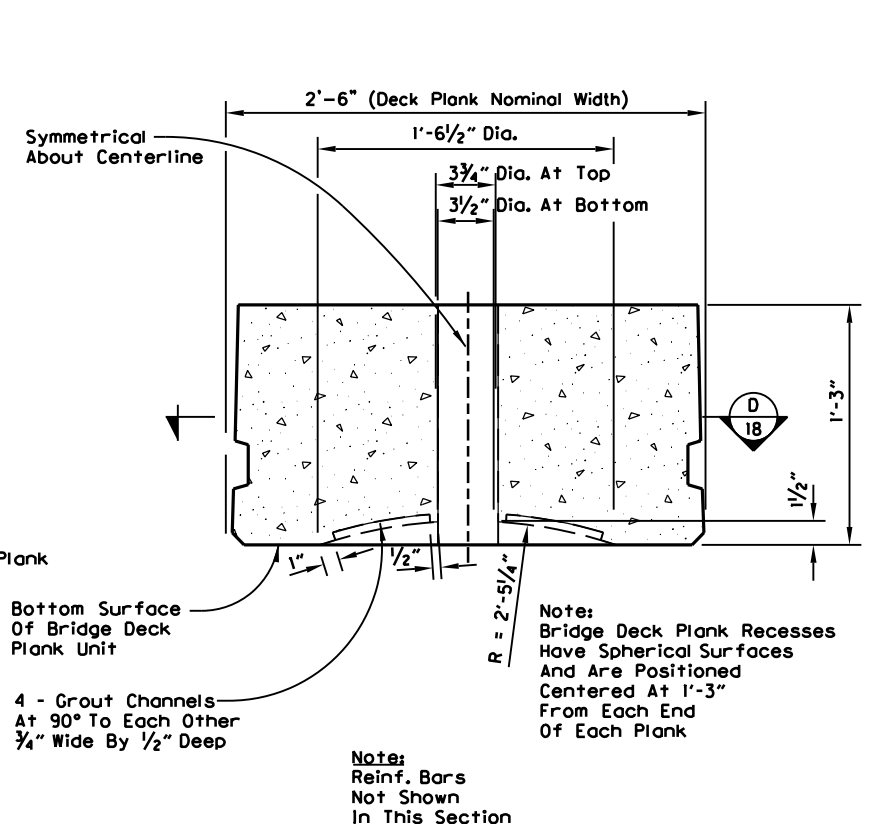 2'-6" (Deck Plank Nominal Width)
1'-6½" Dia.
Symmetrical
About Centerline
3¾" Dia. At Top
3½" Dia. At Bottom
D
18
1'-3"
1½"
Plank
1"
½"
R = 2'-5¼"
Bottom Surface
Of Bridge Deck
Plank Unit
4 - Grout Channels
At 90° To Each Other
¾" Wide By ½" Deep
Note:
Bridge Deck Plank Recesses
Have Spherical Surfaces
And Are Positioned
Centered At 1'-3"
From Each End
Of Each Plank
Note:
Reinf. Bars
Not Shown
In This Section